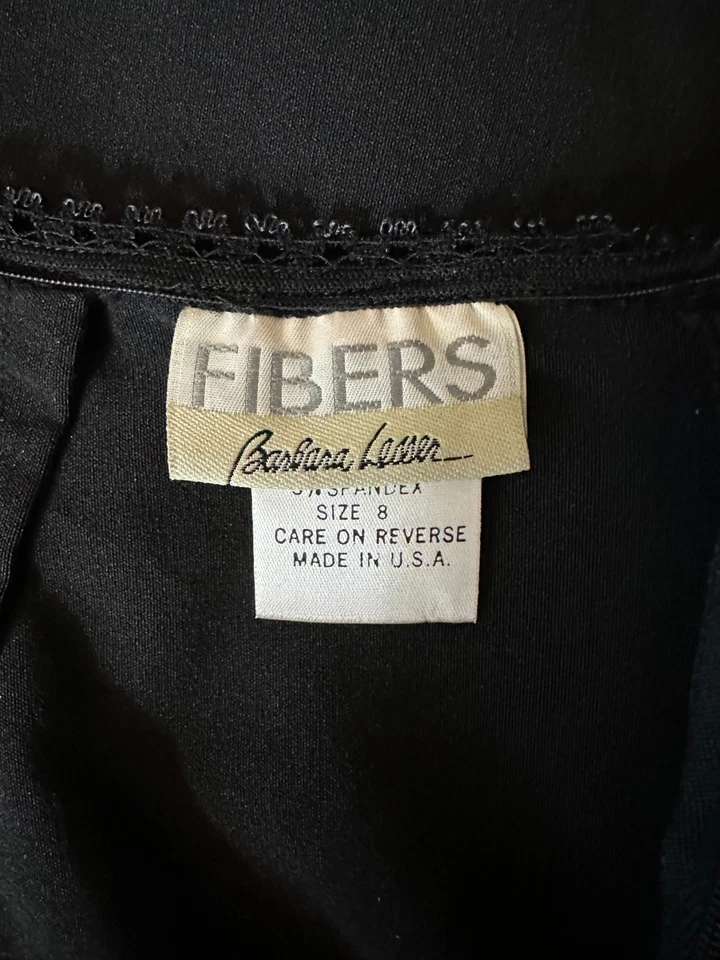 FIBERS
Barbara Lesser
% SPANDEX
SIZE 8
CARE ON REVERSE
MADE IN U.S.A.